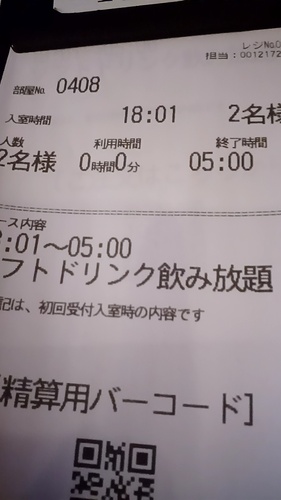 レジNo.0
担当:0012172
部屋No. 0408
入室時間 18:01 2名様
人数 利用時間 終了時間
2名様 0時間0分 05:00
ース内容
:01～05:00
フトドリンク飲み放題
記は、初回受付入室時の内容です
精算用バーコード]